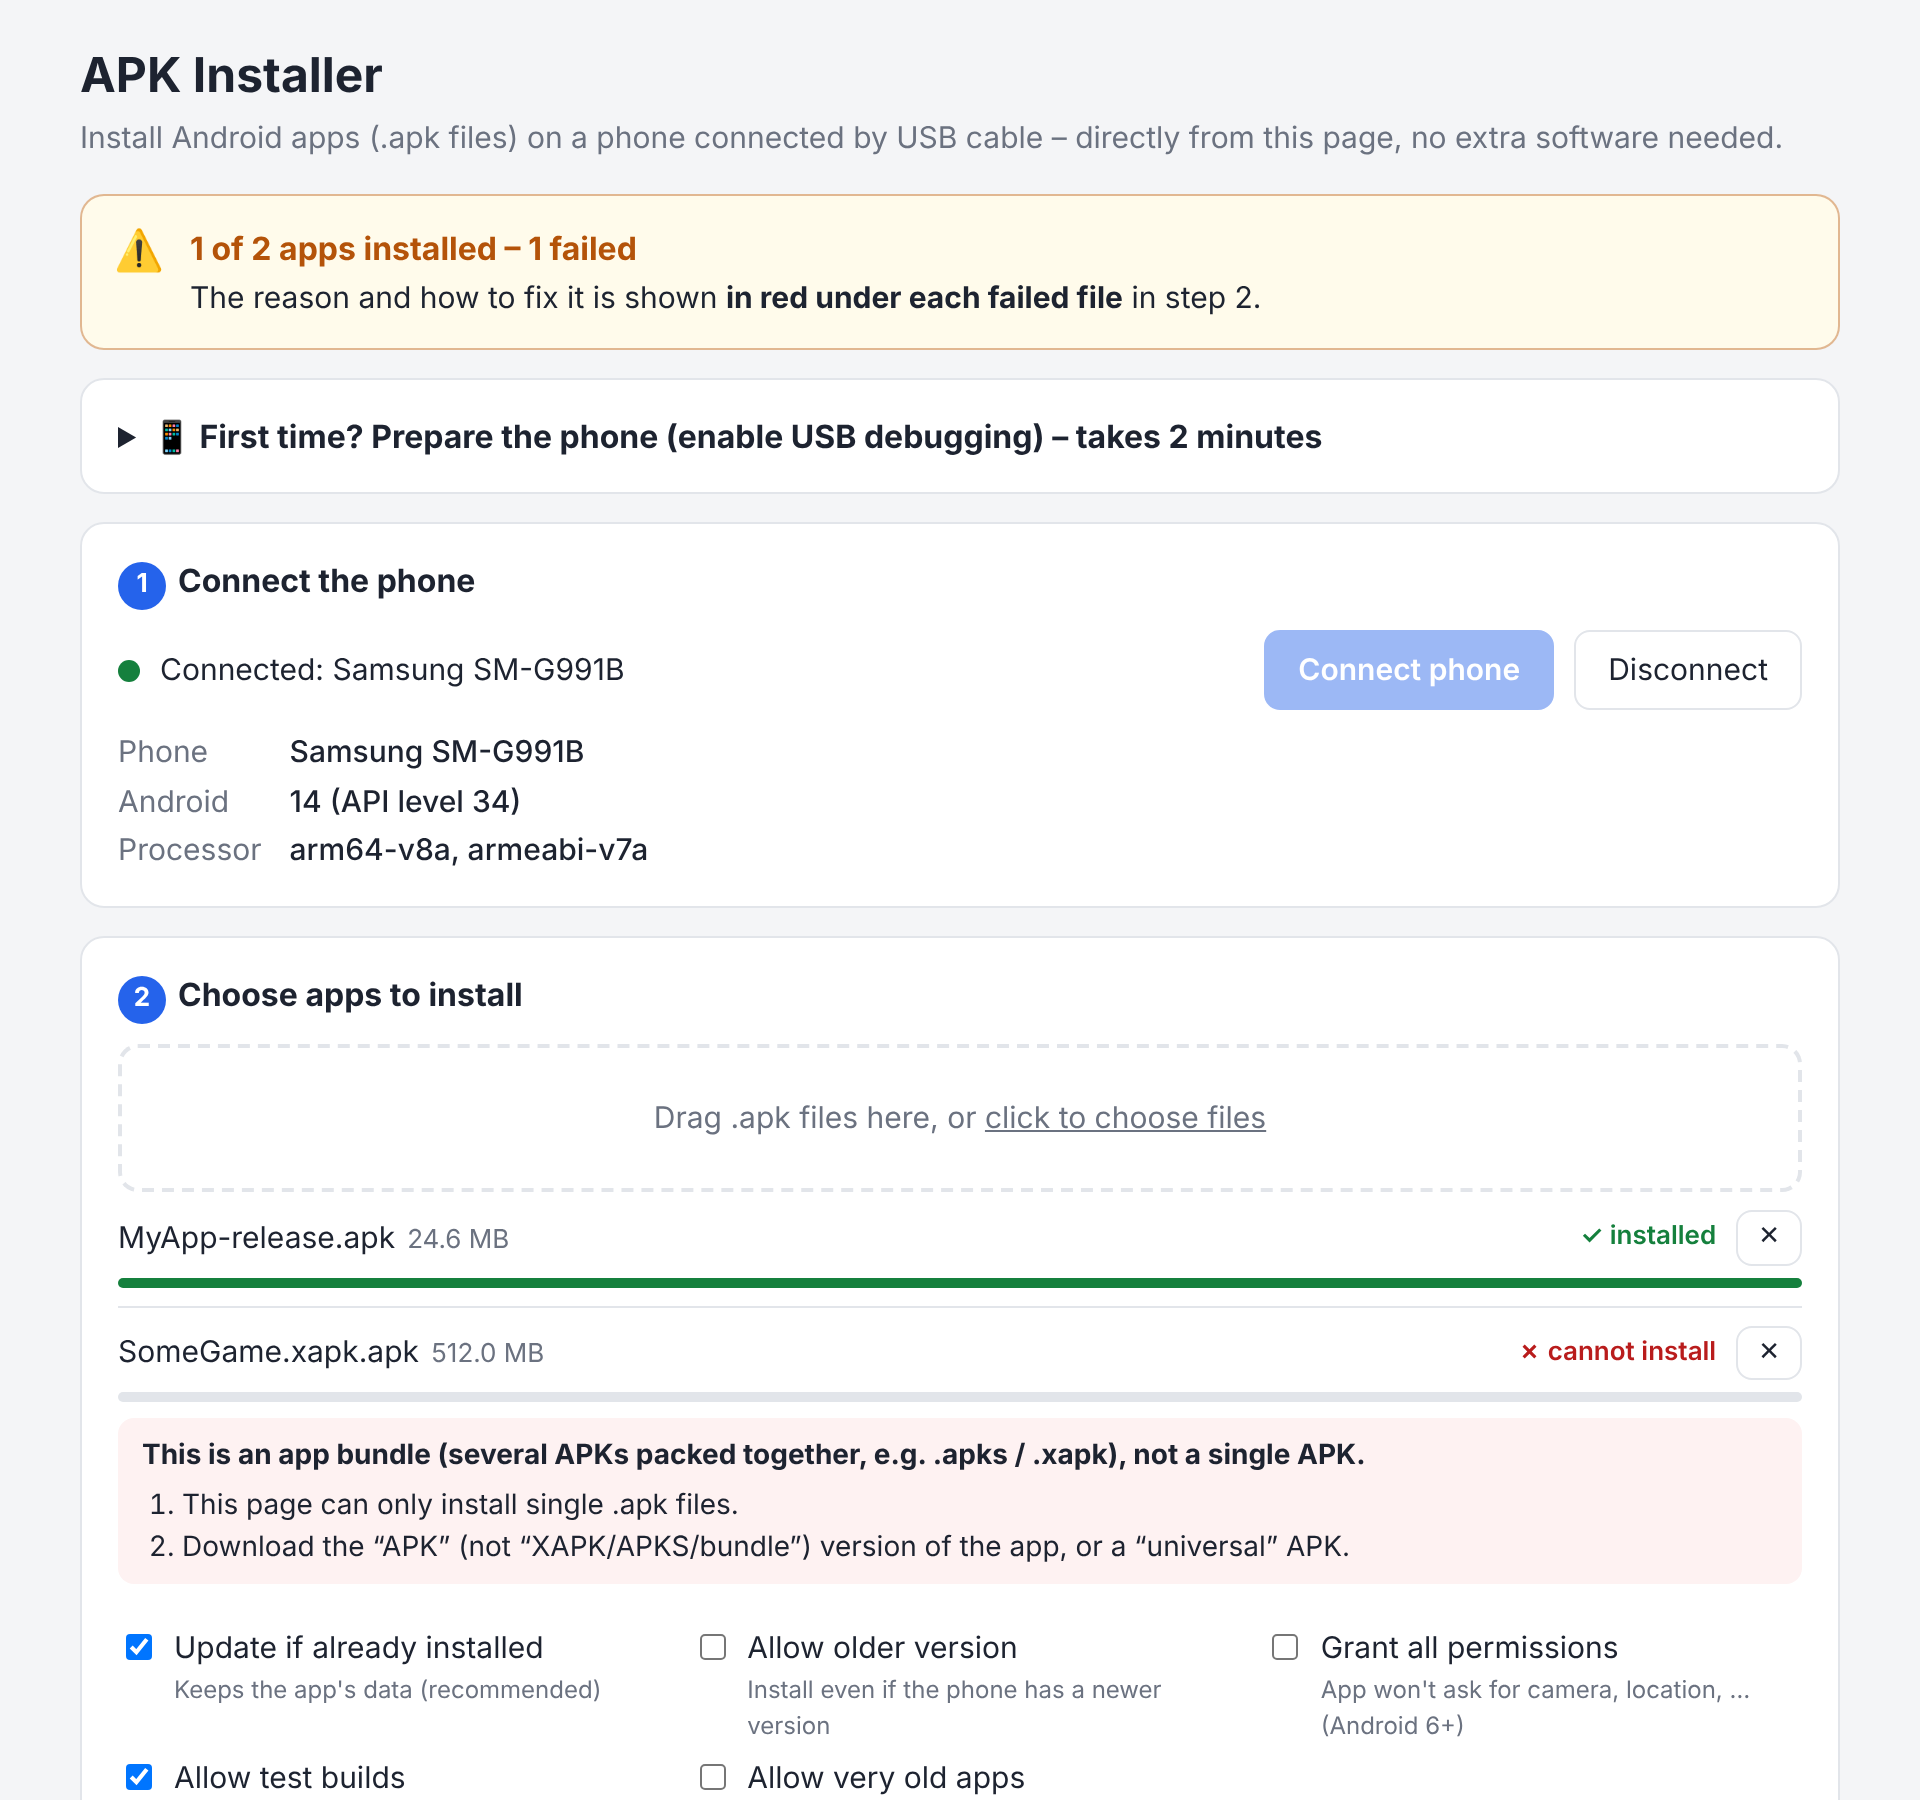 APK Installer
Install Android apps (.apk files) on a phone connected by USB cable – directly from this page, no extra software needed.
1 of 2 apps installed – 1 failed
The reason and how to fix it is shown in red under each failed file in step 2.
First time? Prepare the phone (enable USB debugging) – takes 2 minutes
1 Connect the phone
Connected: Samsung SM-G991B
Connect phone
Disconnect
Phone Samsung SM-G991B
Android 14 (API level 34)
Processor arm64-v8a, armeabi-v7a
2 Choose apps to install
Drag .apk files here, or click to choose files
MyApp-release.apk 24.6 MB ✓ installed ✕
SomeGame.xapk.apk 512.0 MB × cannot install ✕
This is an app bundle (several APKs packed together, e.g. .apks / .xapk), not a single APK.
1. This page can only install single .apk files.
2. Download the “APK” (not “XAPK/APKS/bundle”) version of the app, or a “universal” APK.
Update if already installed
Keeps the app's data (recommended)
Allow older version
Install even if the phone has a newer
version
Grant all permissions
App won't ask for camera, location, ...
(Android 6+)
Allow test builds
Allow very old apps